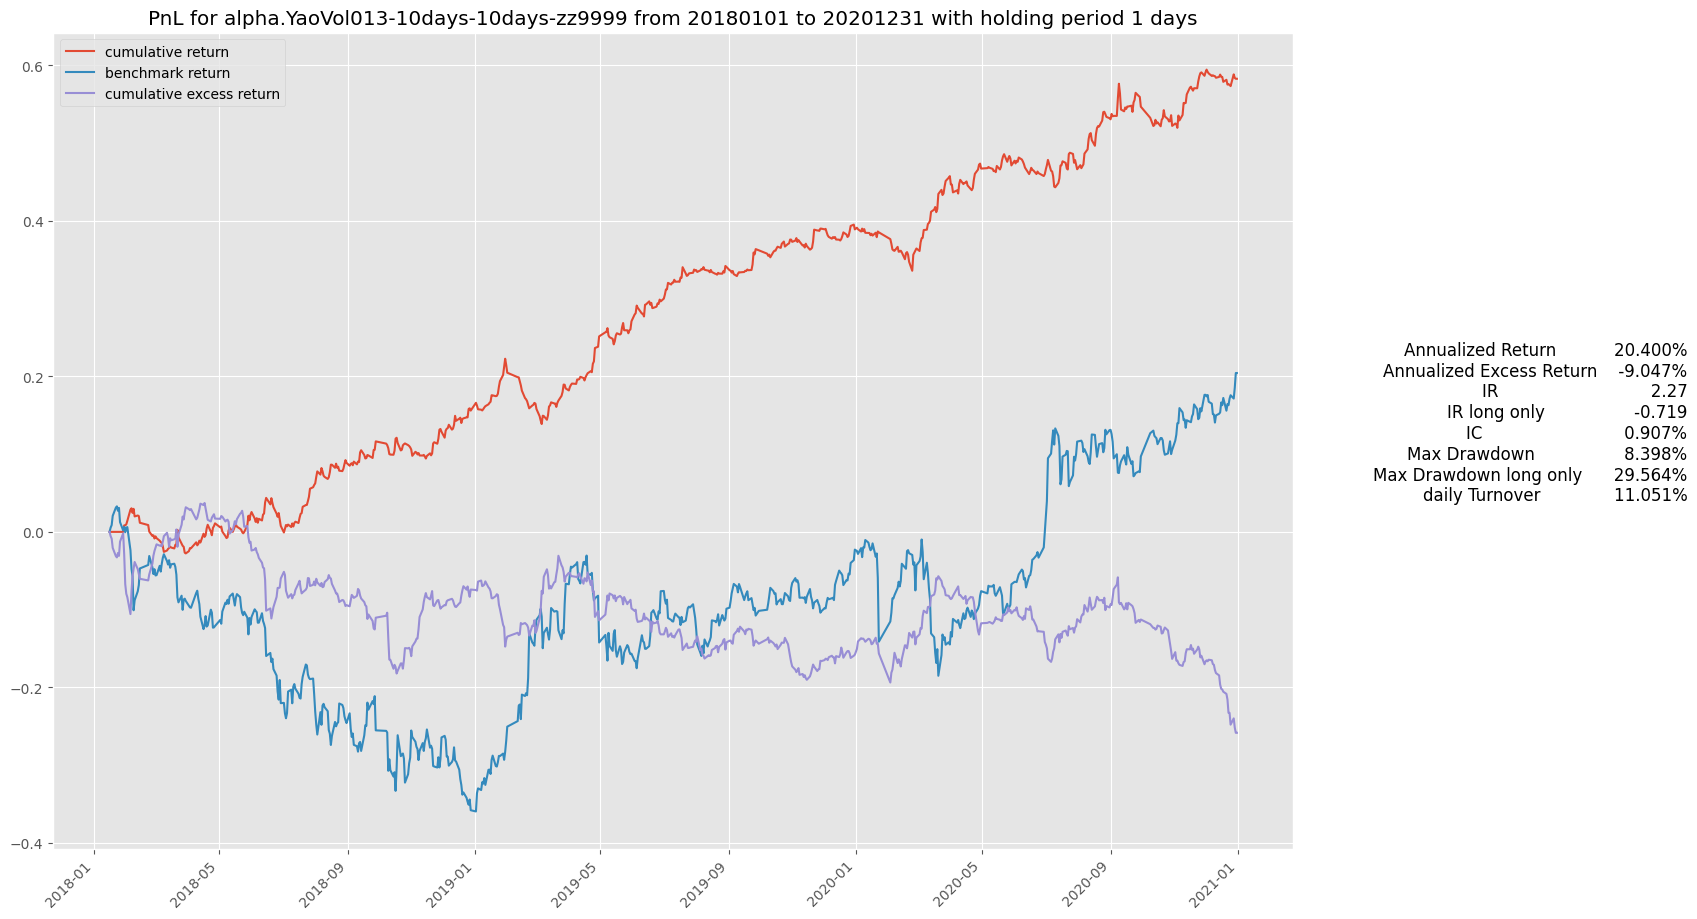 PnL for alpha.YaoVol013-10days-10days-zz9999 from 20180101 to 20201231 with holding period 1 days
cumulative return
benchmark return
cumulative excess return
0.6
0.4
0.2
0.0
−0.2
−0.4
2018-01
2018-05
2018-09
2019-01
2019-05
2019-09
2020-01
2020-05
2020-09
2021-01
Annualized Return 20.400%
Annualized Excess Return -9.047%
IR 2.27
IR long only -0.719
IC 0.907%
Max Drawdown 8.398%
Max Drawdown long only 29.564%
daily Turnover 11.051%